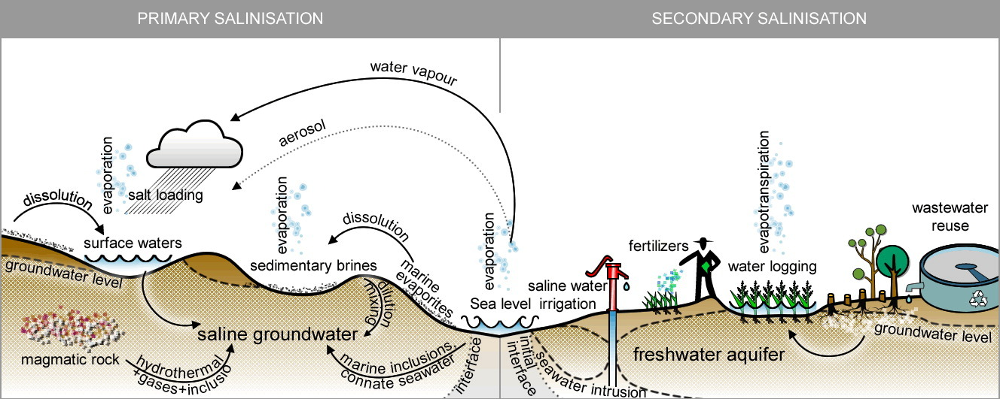 PRIMARY SALINISATION
SECONDARY SALINISATION
water vapour
aerosol
evaporation
salt loading
dissolution
surface waters
groundwater level
evaporation
dissolution
sedimentary brines
marine
evaporites
dilution
mixing
saline groundwater
magmatic rock
hydrothermal
+gases+inclusio
marine inclusions,
connate seawater
interface
evaporation
Sea level
initial
interface
seawater intrusion
saline water
irrigation
fertilizers
evapotranspiration
water logging
wastewater
reuse
groundwater level
freshwater aquifer